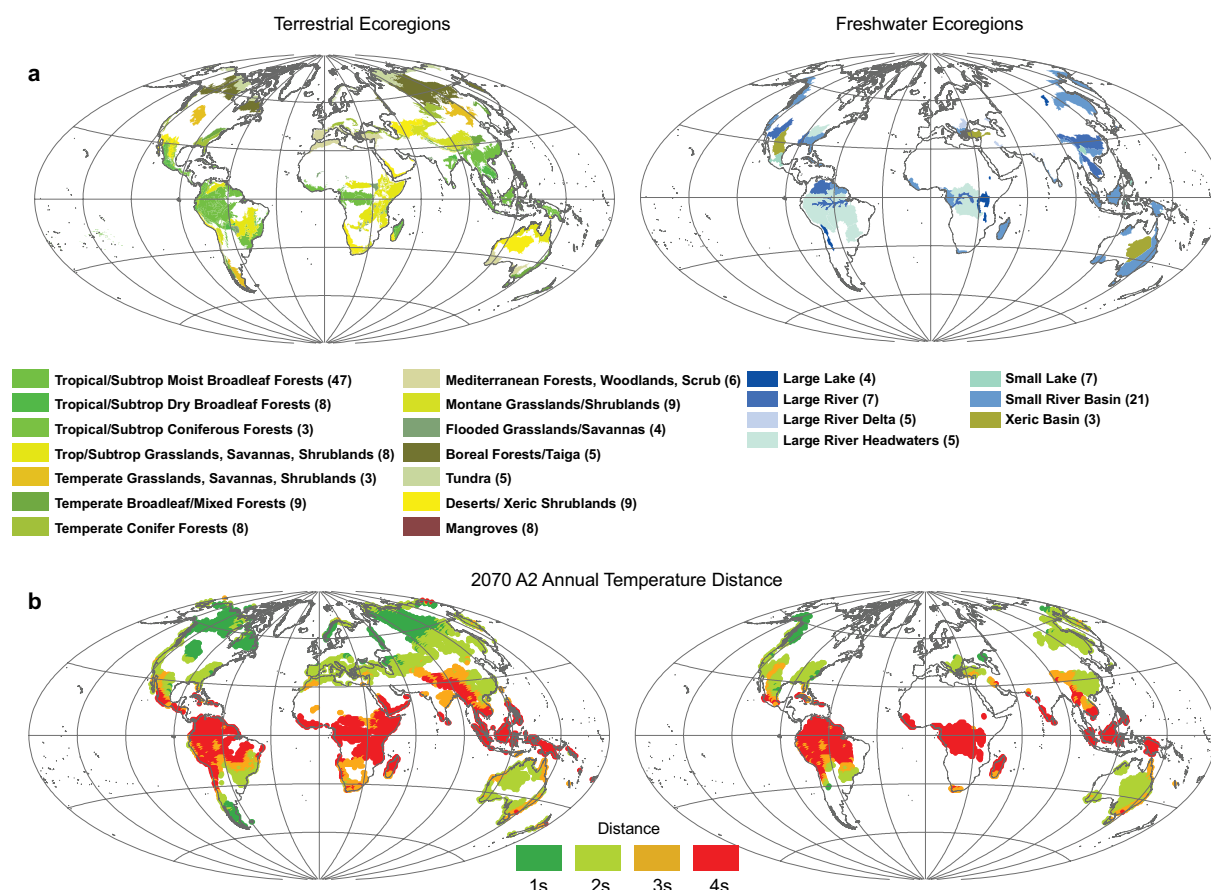 Terrestrial Ecoregions
Freshwater Ecoregions
a
Tropical/Subtrop Moist Broadleaf Forests (47)
Tropical/Subtrop Dry Broadleaf Forests (8)
Tropical/Subtrop Coniferous Forests (3)
Trop/Subtrop Grasslands, Savannas, Shrublands (8)
Temperate Grasslands, Savannas, Shrublands (3)
Temperate Broadleaf/Mixed Forests (9)
Temperate Conifer Forests (8)
Mediterranean Forests, Woodlands, Scrub (6)
Montane Grasslands/Shrublands (9)
Flooded Grasslands/Savannas (4)
Boreal Forests/Taiga (5)
Tundra (5)
Deserts/ Xeric Shrublands (9)
Mangroves (8)
Large Lake (4)
Large River (7)
Large River Delta (5)
Large River Headwaters (5)
Small Lake (7)
Small River Basin (21)
Xeric Basin (3)
2070 A2 Annual Temperature Distance
b
Distance
1s 2s 3s 4s